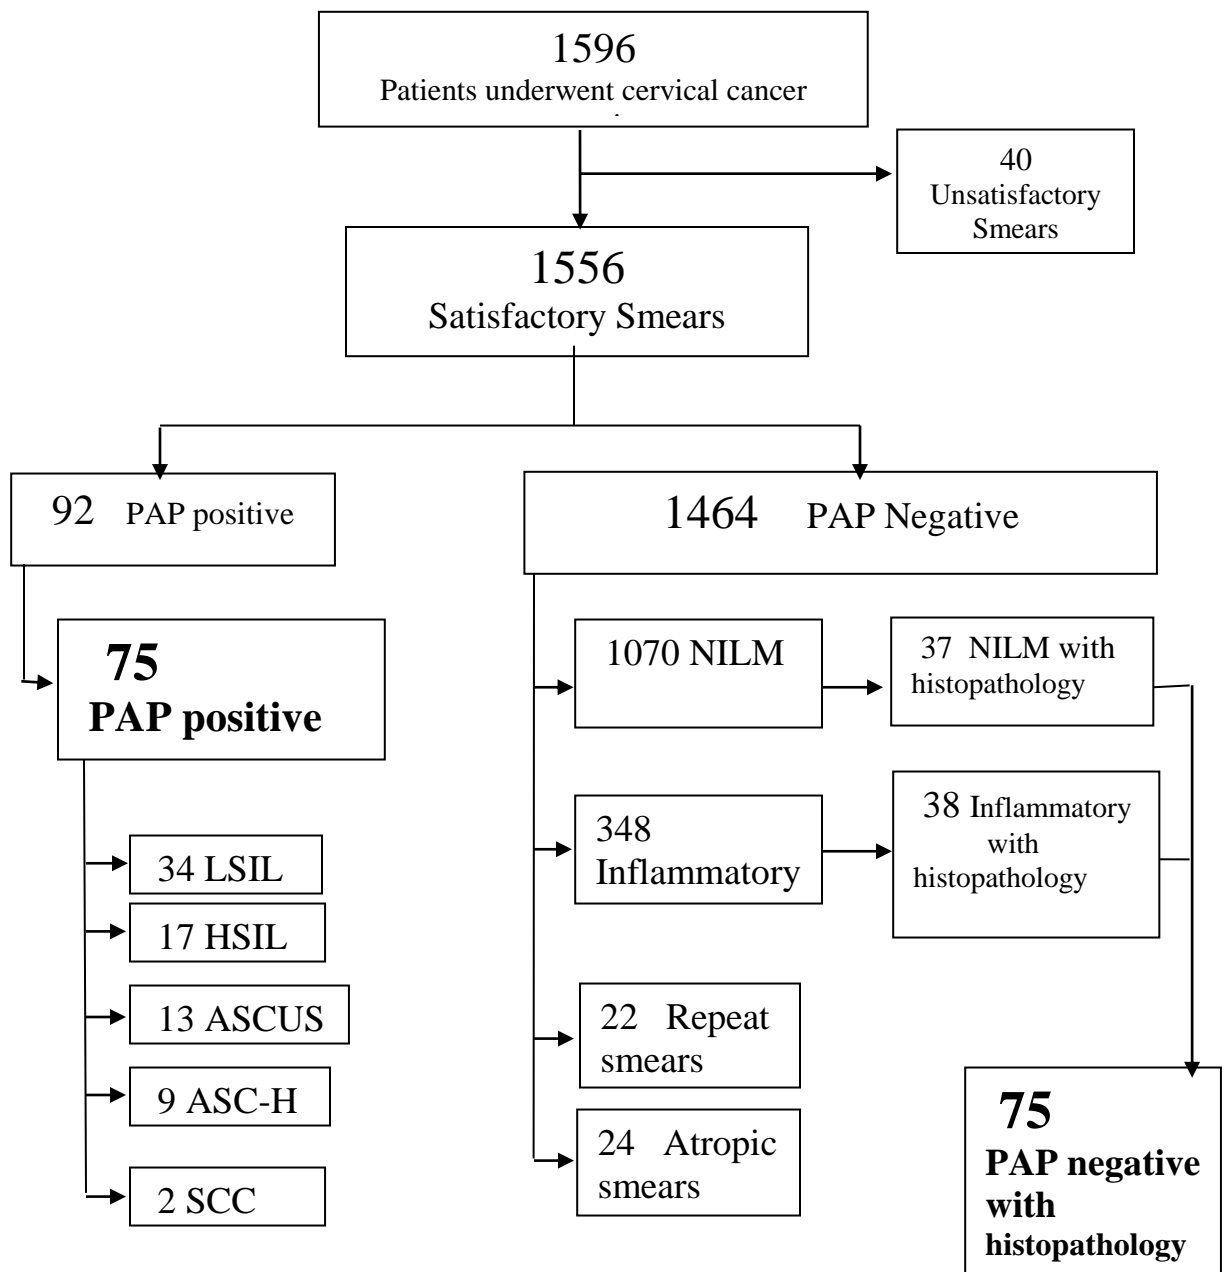 1596
Patients underwent cervical cancer
40
Unsatisfactory
Smears
1556
Satisfactory Smears
92 PAP positive
1464 PAP Negative
75
PAP positive
34 LSIL
17 HSIL
13 ASCUS
9 ASC-H
2 SCC
1070 NILM
37 NILM with
histopathology
348
Inflammatory
38 Inflammatory
with
histopathology
22 Repeat
smears
24 Atropic
smears
75
PAP negative
with
histopathology